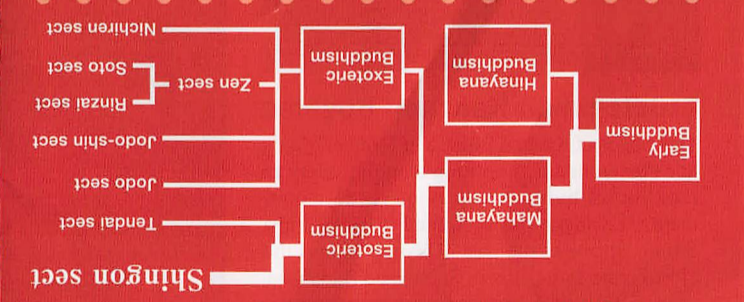 Early
Buddhism
Mahayana
Buddhism
Hinayana
Buddhism
Esoteric
Buddhism
Exoteric
Buddhism
Shingon sect
Tendai sect
Jodo sect
Jodo-shin sect
Zen sect
Rinzai sect
Soto sect
Nichiren sect